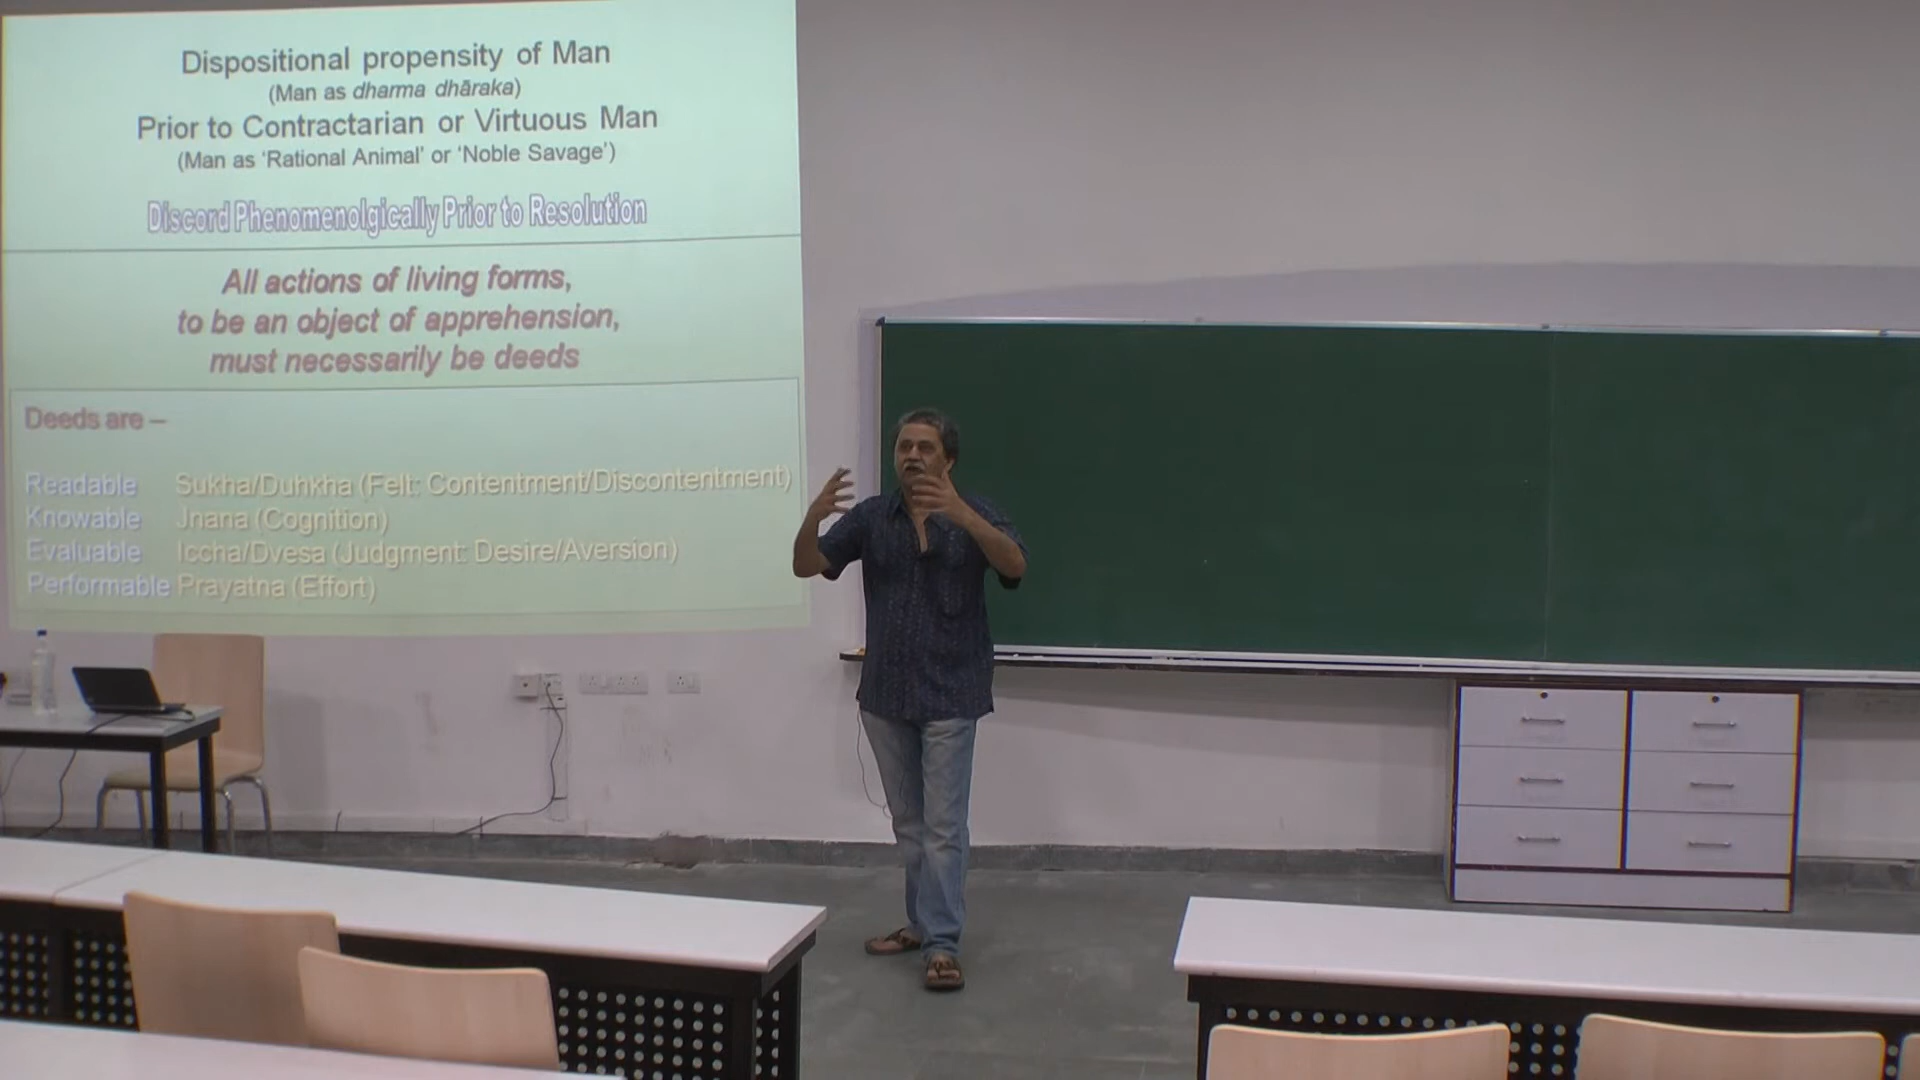 Dispositional propensity of Man
(Man as dharma dhāraka)
Prior to Contractarian or Virtuous Man
(Man as ‘Rational Animal’ or ‘Noble Savage’)
Discord Phenomenolgically Prior to Resolution
All actions of living forms,
to be an object of apprehension,
must necessarily be deeds
Deeds are –
Readable Sukha/Duhkha (Felt: Contentment/Discontentment)
Knowable Jnana (Cognition)
Evaluable Iccha/Dvesa (Judgment: Desire/Aversion)
Performable Prayatna (Effort)